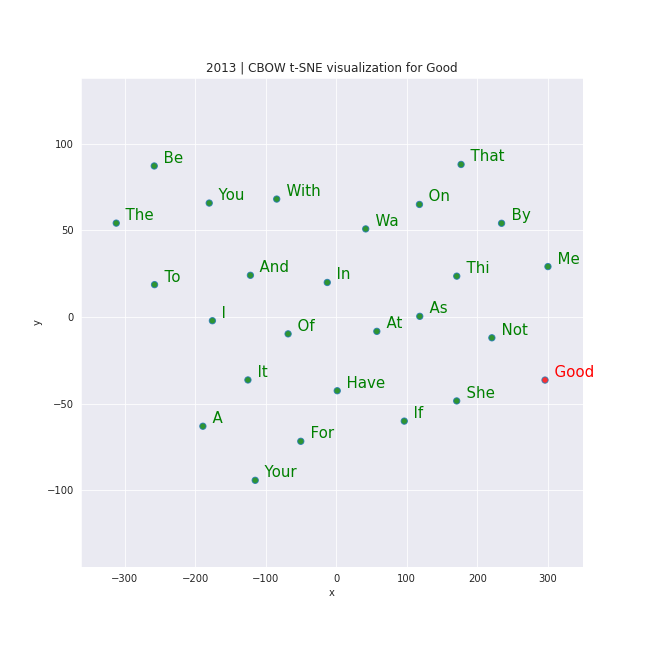 2013 | CBOW t-SNE visualization for Good
100
50
0
−50
−100
y
Be
That
You
With
On
By
The
Wa
Me
To
And
In
Thi
I
Of
At
As
Not
It
Have
She
Good
A
For
If
Your
−300
−200
−100
0
100
200
300
x